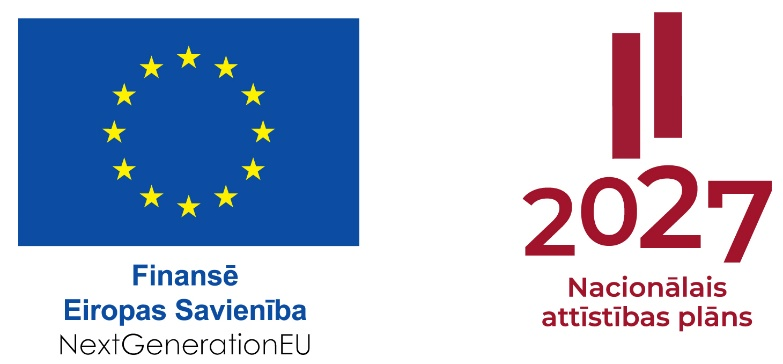 Finansē
Eiropas Savienība
NextGenerationEU
2027
Nacionālais
attīstības plāns